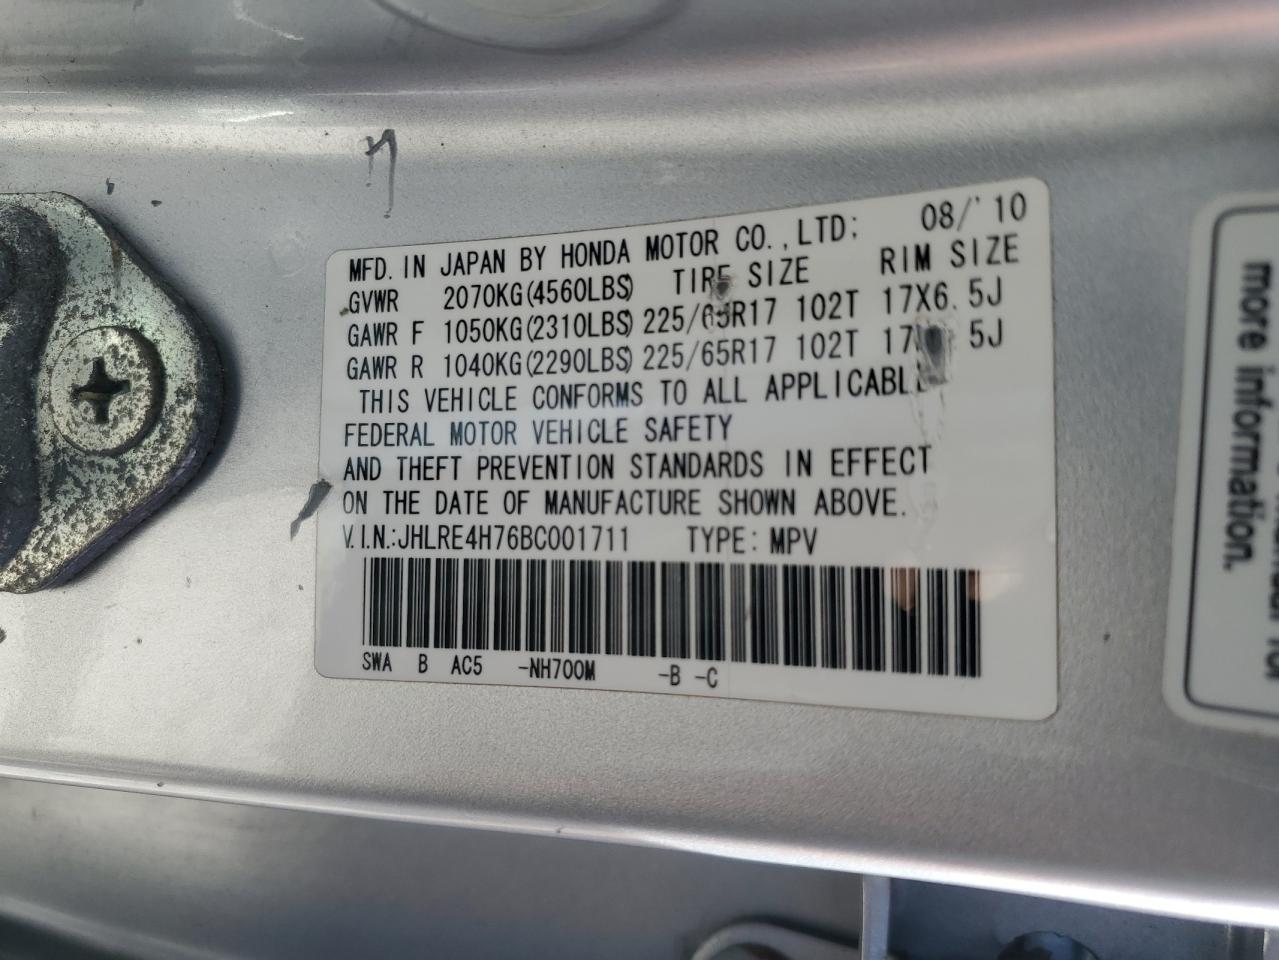 MFD. IN JAPAN BY HONDA MOTOR CO., LTD: 08/'10
GVWR 2070KG(4560LBS) TIRE SIZE RIM SIZE
GAWR F 1050KG(2310LBS) 225/65R17 102T 17X6.5J
GAWR R 1040KG(2290LBS) 225/65R17 102T 17X 5J
THIS VEHICLE CONFORMS TO ALL APPLICABLE
FEDERAL MOTOR VEHICLE SAFETY
AND THEFT PREVENTION STANDARDS IN EFFECT
ON THE DATE OF MANUFACTURE SHOWN ABOVE.
V.I.N.:JHLRE4H76BC001711 TYPE: MPV
SWA B AC5 -NH700M -B -C
more information.